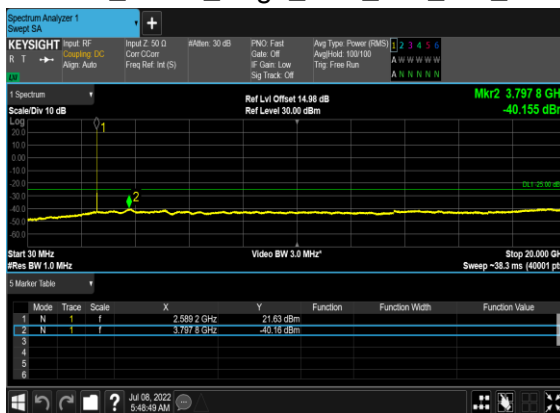 Spectrum Analyzer 1
Swept SA
KEYSIGHT
R T
Input: RF
Coupling: DC
Align: Auto
Input Z: 50 Ω
Corr CCorr
Freq Ref: Int (S)
#Atten: 30 dB
PNO: Fast
Gate: Off
IF Gain: Low
Sig Track: Off
Avg Type: Power (RMS)
Avg|Hold: 100/100
Trig: Free Run
1 2 3 4 5 6
A W W W W W
A N N N N N
1 Spectrum
Scale/Div 10 dB
Ref Lvl Offset 14.98 dB
Ref Level 30.00 dBm
Mkr2 3.797 8 GH
-40.155 dBr
Log
20.0
10.0
0.00
-10.0
-20.0
-30.0
-40.0
-50.0
-60.0
1
2
DL1 -25.00 dB
Start 30 MHz
#Res BW 1.0 MHz
Video BW 3.0 MHz*
Stop 20.000 GH
Sweep ~38.3 ms (40001 pt
5 Marker Table
Mode Trace Scale X Y Function Function Width Function Value
1 N 1 f 2.589 2 GHz 21.63 dBm
2 N 1 f 3.797 8 GHz -40.16 dBm
3
4
5
6
Jul 06, 2022
5:48:49 AM